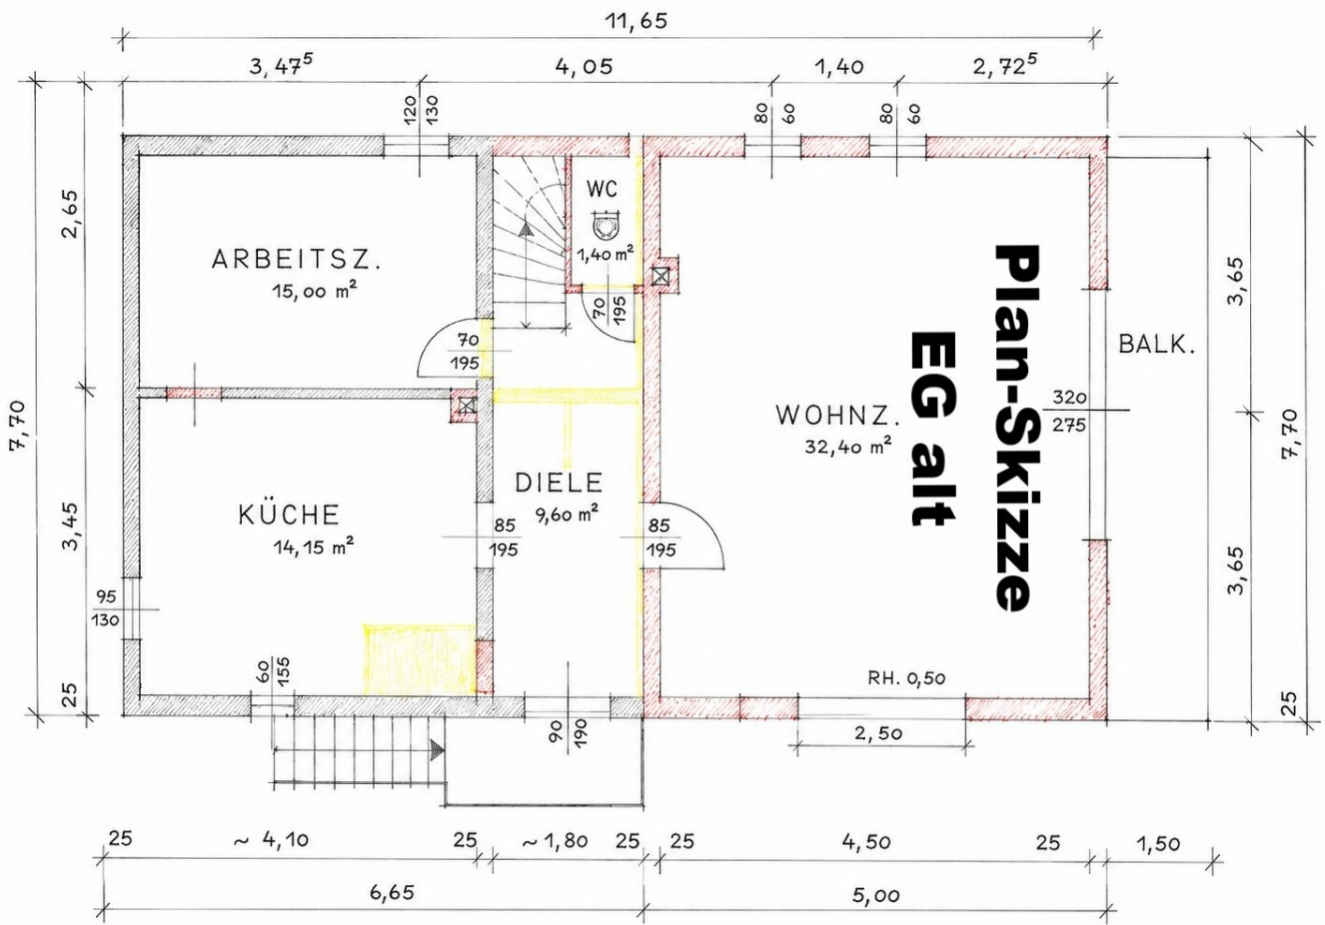 11,65
3,47⁵ 4,05 1,40 2,72⁵
120 130
80 60
80 60
7,70
2,65
3,45
25
ARBEITSZ.
15,00 m²
WC
1,40 m²
70
195
70
195
KÜCHE
14,15 m²
DIELE
9,60 m²
85
195
85
195
WOHNZ.
32,40 m²
Plan-Skizze
EG alt
BALK.
320
275
3,65
3,65
25
7,70
95
130
60 155
90 190
RH. 0,50
2,50
25 ~ 4,10 25 ~ 1,80 25 25 4,50 25 1,50
6,65 5,00